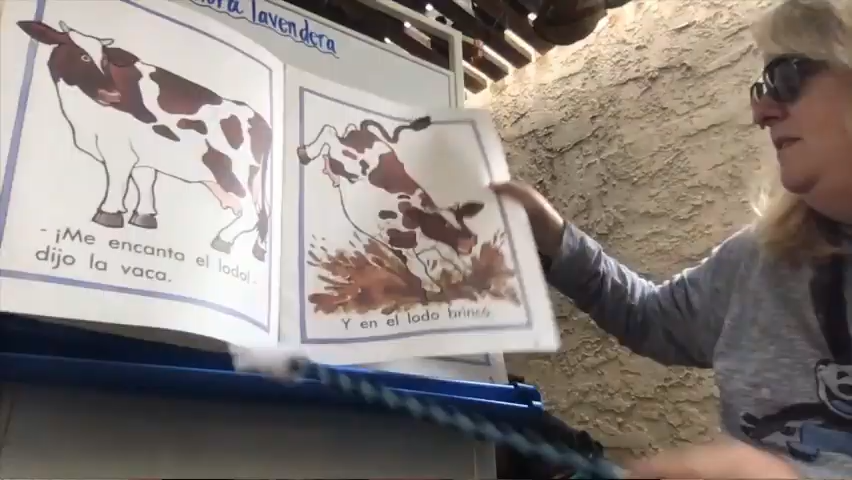 lavendera
- ¡Me encanta el lodo! -
dijo la vaca.
Y en el lodo brincó.